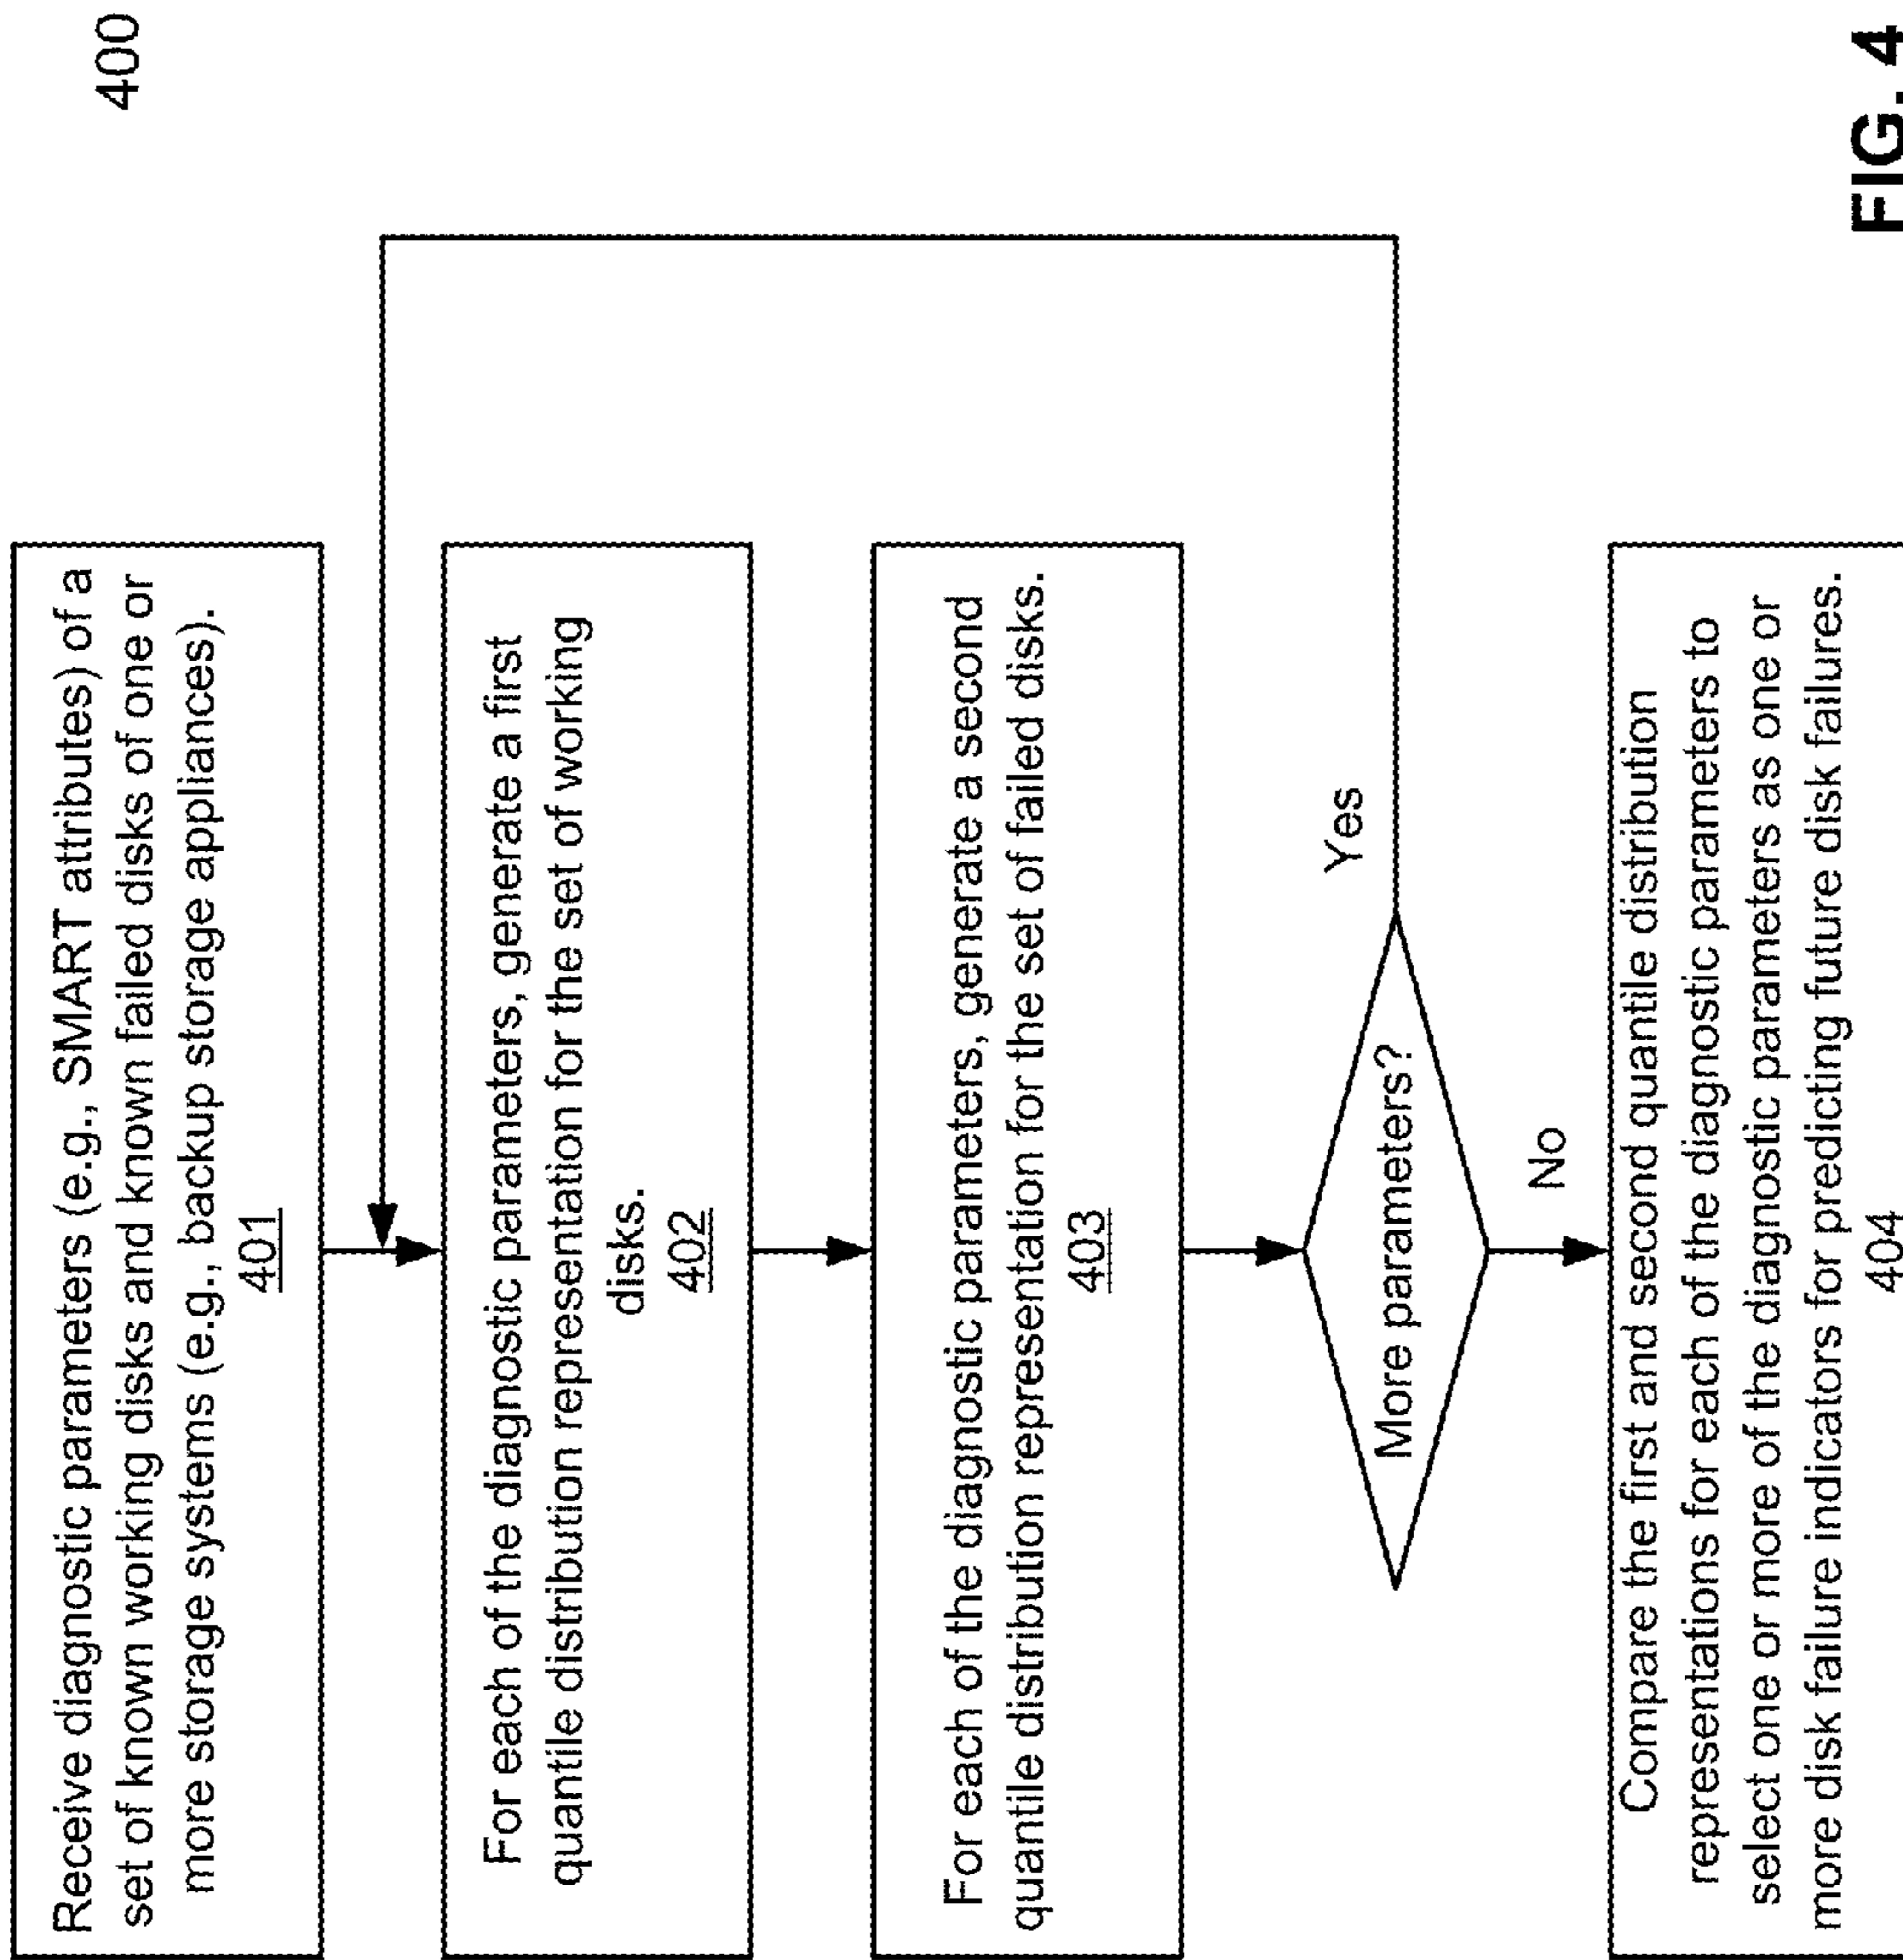 400
Receive diagnostic parameters (e.g., SMART attributes) of a
set of known working disks and known failed disks of one or
more storage systems (e.g., backup storage appliances).
401
For each of the diagnostic parameters, generate a first
quantile distribution representation for the set of working
disks.
402
For each of the diagnostic parameters, generate a second
quantile distribution representation for the set of failed disks.
403
More parameters?
Yes
No
Compare the first and second quantile distribution
representations for each of the diagnostic parameters to
select one or more of the diagnostic parameters as one or
more disk failure indicators for predicting future disk failures.
404
FIG. 4